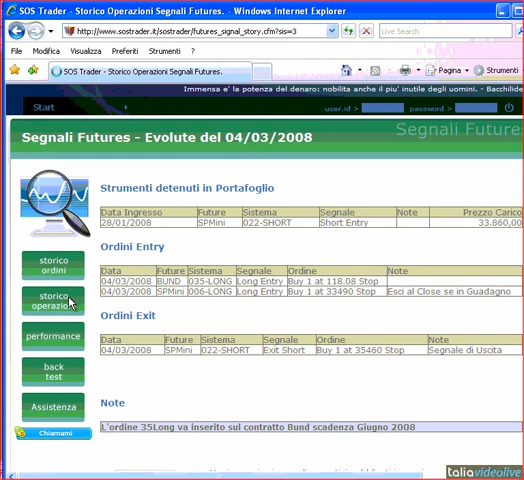 SOS Trader - Storico Operazioni Segnali Futures. - Windows Internet Explorer
http://www.sostrader.it/sostrader/futures_signal_story.cfm?sis=3
Live Search
File Modifica Visualizza Preferiti Strumenti ?
SOS Trader - Storico Operazioni Segnali Futures.
Pagina Strumenti
Immensa e' la potenza del denaro: nobilita anche il piu' inutile degli uomini. - Bacchilide
Start user.id > password >
Segnali Futures
Segnali Futures - Evolute del 04/03/2008
Strumenti detenuti in Portafoglio
Data Ingresso Future Sistema Segnale Note Prezzo Carico
28/01/2008 SPMini 022-SHORT Short Entry 33.860,00
storico
ordini
storico
operazioni
performance
back
test
Assistenza
Chiamami
Ordini Entry
Data Future Sistema Segnale Ordine Note
04/03/2008 BUND 035-LONG Long Entry Buy 1 at 118.08 Stop
04/03/2008 SPMini 006-LONG Long Entry Buy 1 at 33490 Stop Esci al Close se in Guadagno
Ordini Exit
Data Future Sistema Segnale Ordine Note
04/03/2008 SPMini 022-SHORT Exit Short Buy 1 at 35460 Stop Segnale di Uscita
Note
L'ordine 35Long va inserito sul contratto Bund scadenza Giugno 2008
taliavideolive